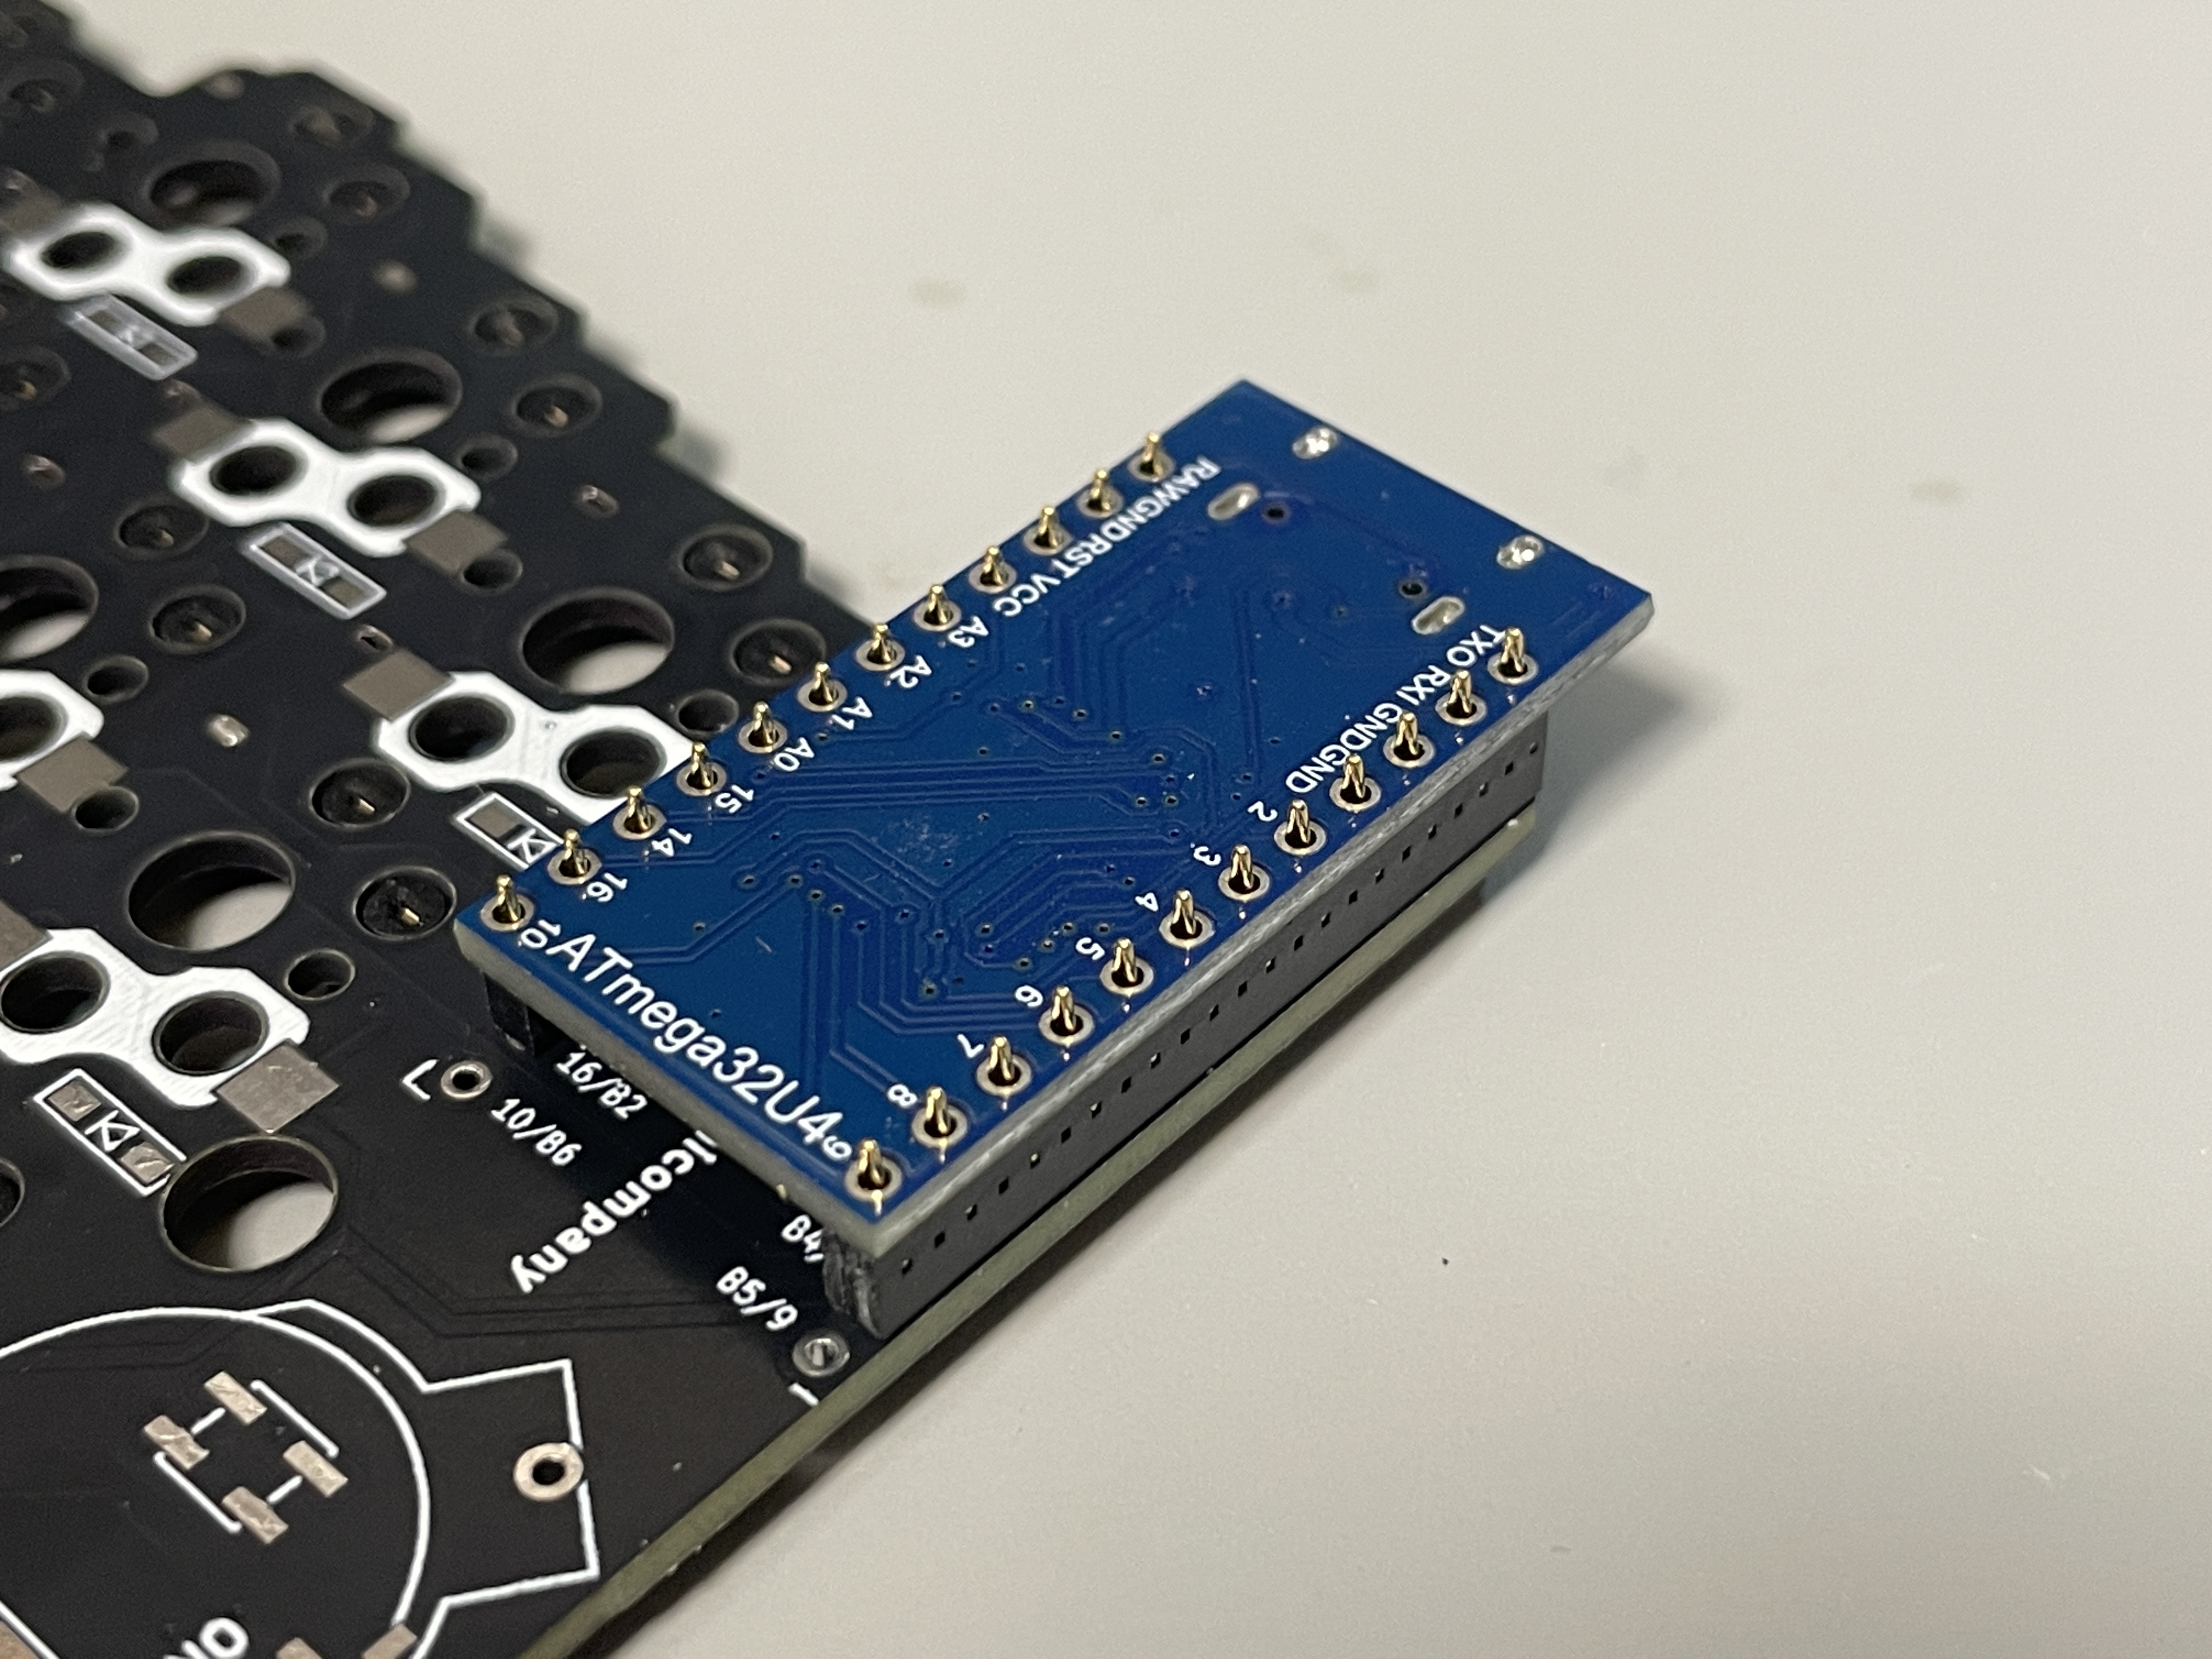 RAW
GND
RST
VCC
A3
A2
A1
A0
15
14
16
10
TXO
RXI
GND
GND
2
3
4
5
6
7
8
9
ATmega32U4
L
16/B2
10/B6
company
B4/
B5/9